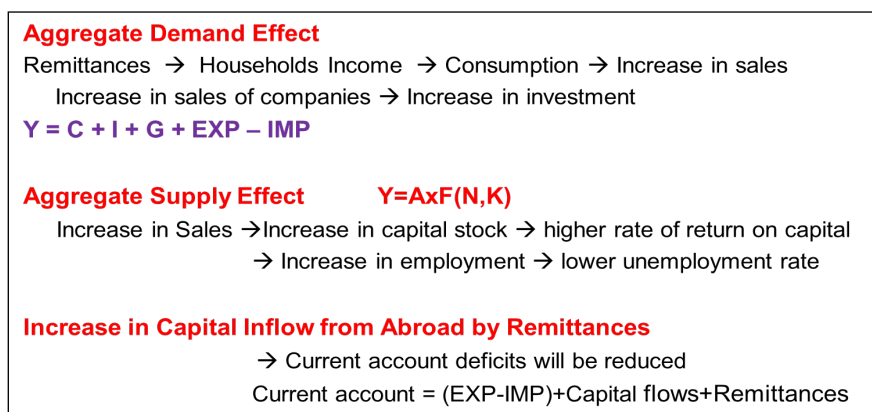 Aggregate Demand Effect
Remittances → Households Income → Consumption → Increase in sales
Increase in sales of companies → Increase in investment
Y = C + I + G + EXP – IMP
Aggregate Supply Effect Y=AxF(N,K)
Increase in Sales →Increase in capital stock → higher rate of return on capital
→ Increase in employment → lower unemployment rate
Increase in Capital Inflow from Abroad by Remittances
→ Current account deficits will be reduced
Current account = (EXP-IMP)+Capital flows+Remittances